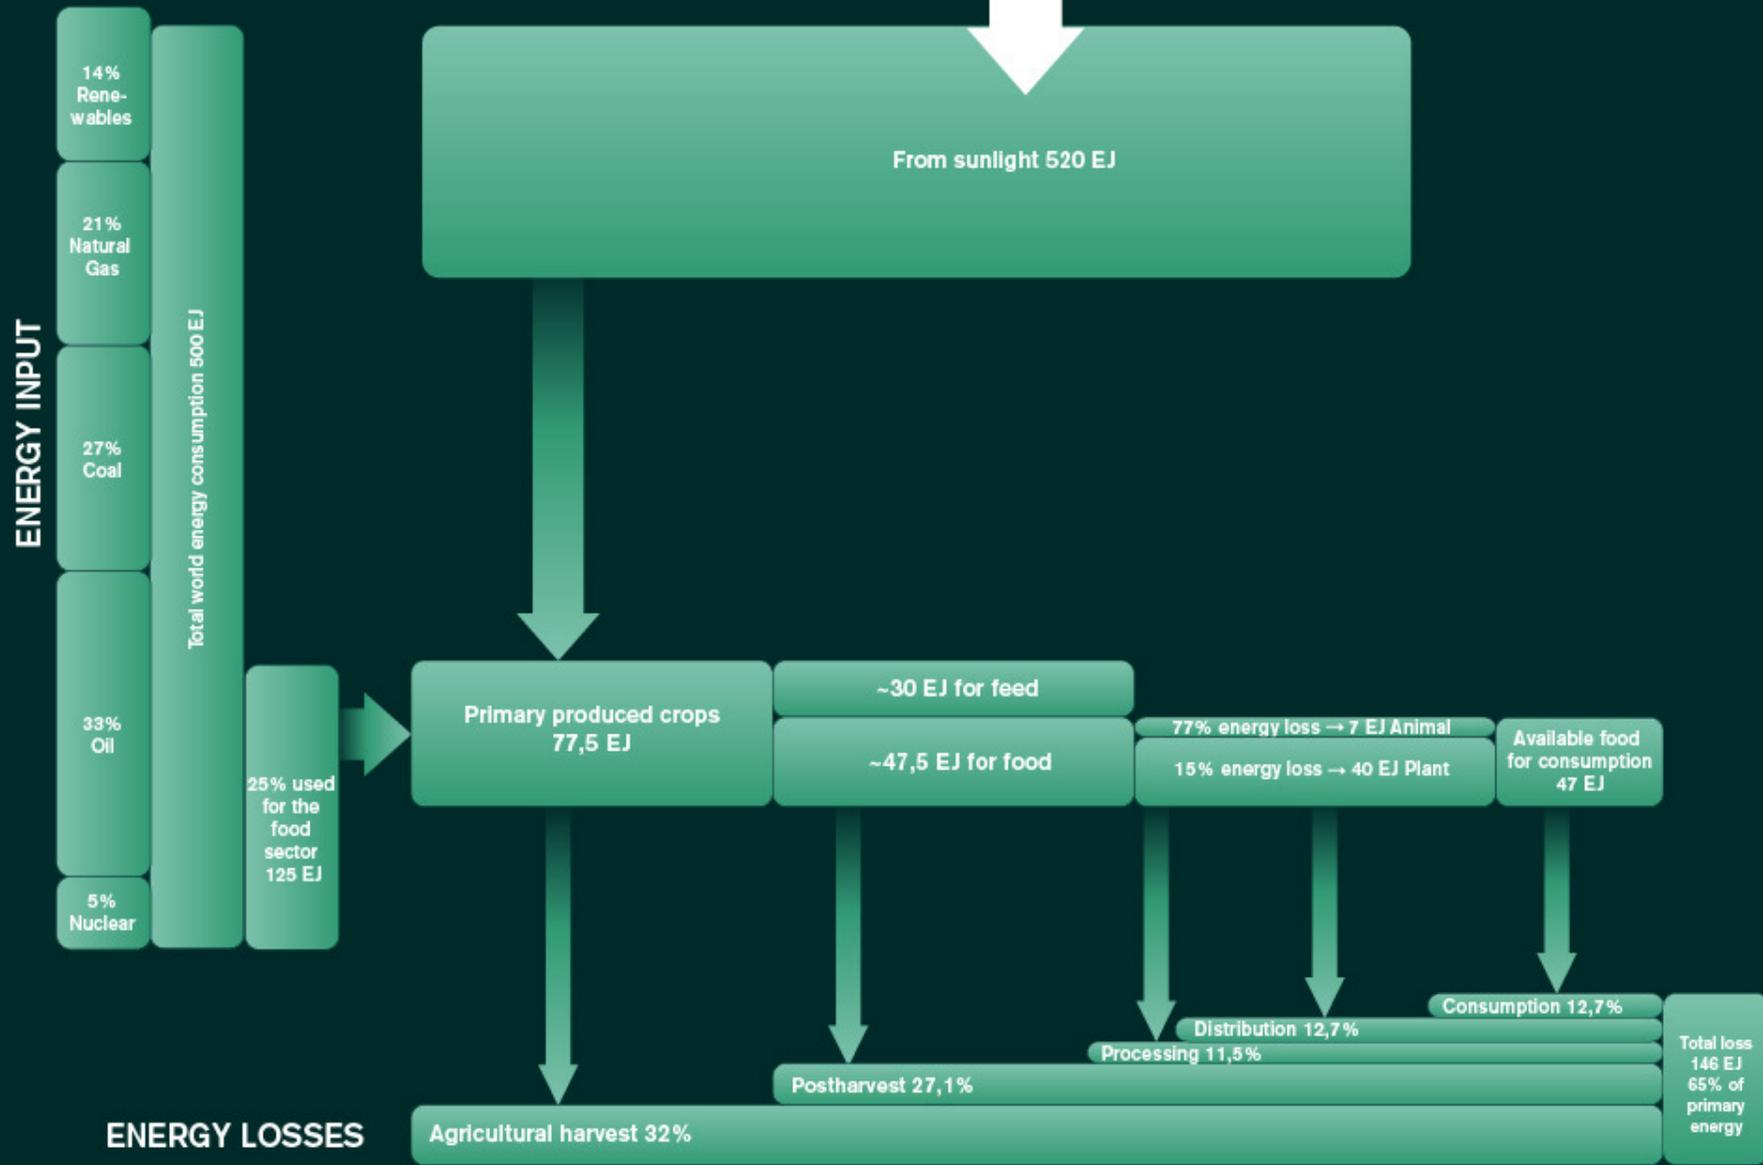 ENERGY INPUT
14%
Rene-
wables
21%
Natural
Gas
27%
Coal
33%
Oil
5%
Nuclear
Total world energy consumption 500 EJ
25% used
for the
food
sector
125 EJ
From sunlight 520 EJ
Primary produced crops
77,5 EJ
~30 EJ for feed
~47,5 EJ for food
77% energy loss → 7 EJ Animal
15% energy loss → 40 EJ Plant
Available food
for consumption
47 EJ
Consumption 12,7%
Distribution 12,7%
Processing 11,5%
Postharvest 27,1%
Agricultural harvest 32%
Total loss
146 EJ
65% of
primary
energy
ENERGY LOSSES